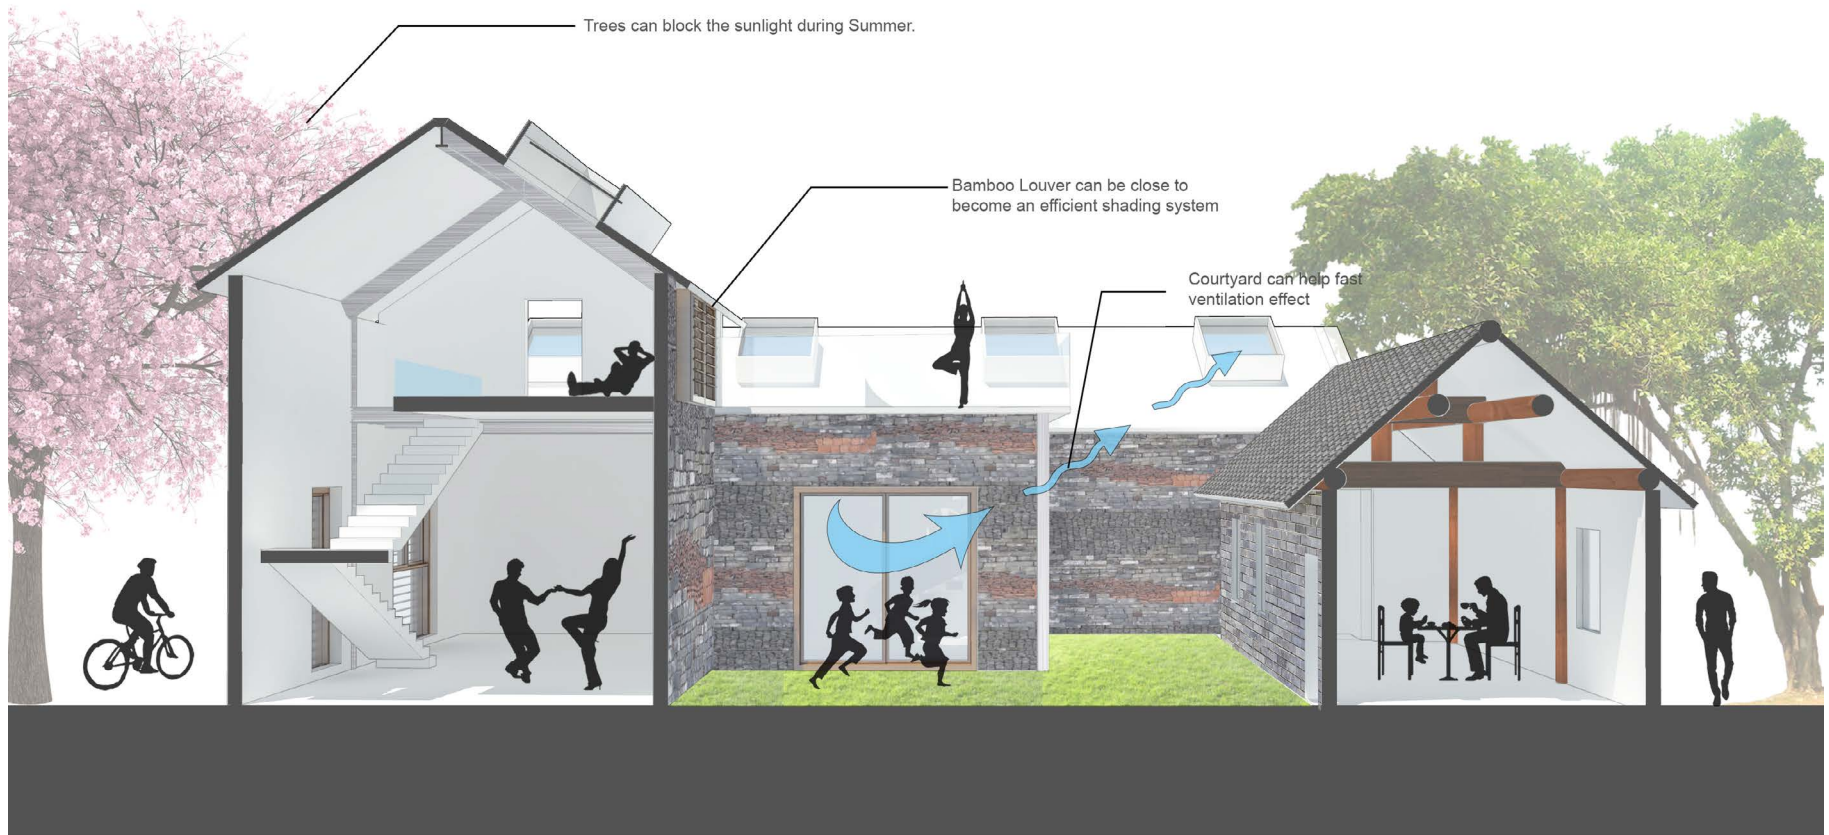 Trees can block the sunlight during Summer.
Bamboo Louver can be close to
become an efficient shading system
Courtyard can help fast
ventilation effect